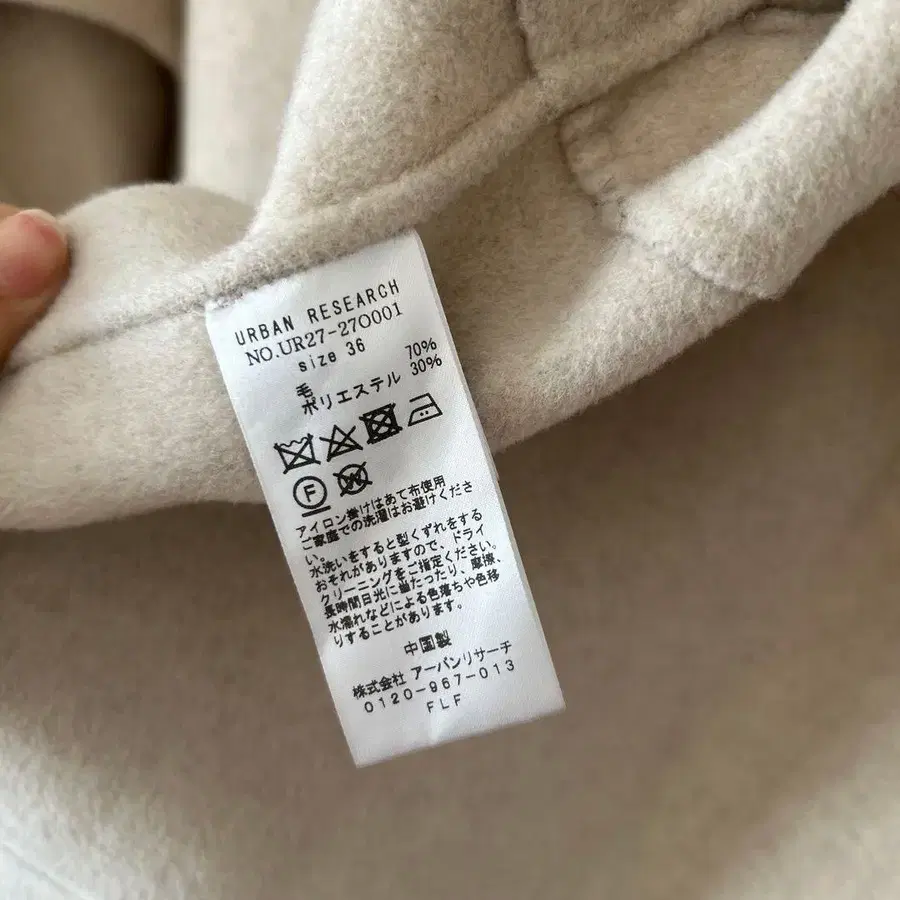 URBAN RESEARCH
NO.UR27-27O001
size 36
毛 70%
ポリエステル 30%
F W
アイロン掛けはあて布使用
ご家庭での洗濯はお避けくださ
い。
水洗いをすると型くずれをする
おそれがありますので、ドライ
クリーニングをご指定ください。
長時間日光に当たったり、摩擦、
水濡れなどによる色落ちや色移
りすることがあります。
中国製
株式会社 アーバンリサーチ
0120-967-013
FLF